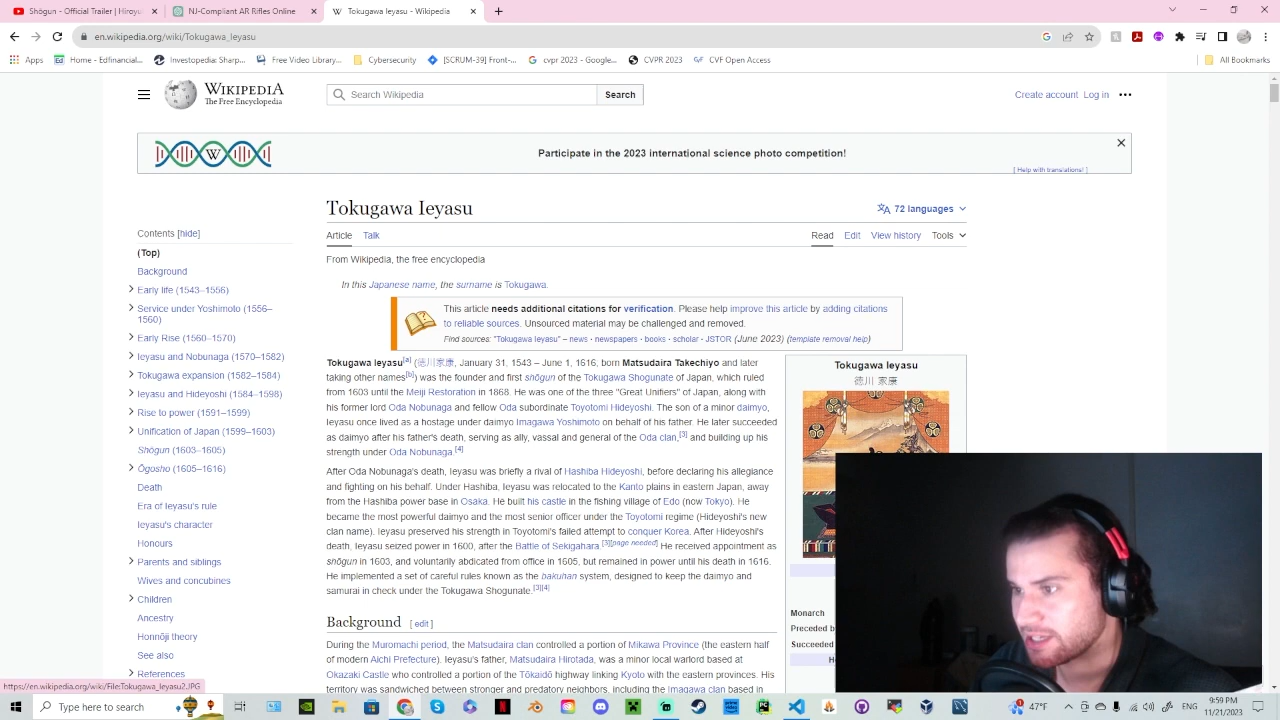 Shōgun - Official Trailer | Hiroyu
NJ-Compliant AR Rifles Online
Tokugawa Ieyasu - Wikipedia
en.wikipedia.org/wiki/Tokugawa_Ieyasu
Apps
Home - Edfinancial...
Investopedia: Sharp...
Free Video Library...
Cybersecurity
[SCRUM-39] Front-...
cvpr 2023 - Google...
CVPR 2023
CVF Open Access
All Bookmarks
WIKIPEDIA
The Free Encyclopedia
Search Wikipedia
Search
Create account Log in
Participate in the 2023 international science photo competition!
[ Help with translations! ]
Tokugawa Ieyasu
72 languages
Contents [hide]
(Top)
Background
Early life (1543–1556)
Service under Yoshimoto (1556–
1560)
Early Rise (1560–1570)
Ieyasu and Nobunaga (1570–1582)
Tokugawa expansion (1582–1584)
Ieyasu and Hideyoshi (1584–1598)
Rise to power (1591–1599)
Unification of Japan (1599–1603)
Shōgun (1603–1605)
Ōgosho (1605–1616)
Death
Era of Ieyasu's rule
Ieyasu's character
Honours
Parents and siblings
Wives and concubines
Children
Ancestry
Honnōji theory
See also
References
Article Talk
Read Edit View history Tools
From Wikipedia, the free encyclopedia
In this Japanese name, the surname is Tokugawa.
This article needs additional citations for verification. Please help improve this article by adding citations
to reliable sources. Unsourced material may be challenged and removed.
Find sources: "Tokugawa Ieyasu" – news · newspapers · books · scholar · JSTOR (June 2023) (template removal help)
Tokugawa Ieyasu[a] (徳川家康, January 31, 1543 – June 1, 1616, born Matsudaira Takechiyo and later
taking other names[b]) was the founder and first shōgun of the Tokugawa Shogunate of Japan, which ruled
from 1603 until the Meiji Restoration in 1868. He was one of the three "Great Unifiers" of Japan, along with
his former lord Oda Nobunaga and fellow Oda subordinate Toyotomi Hideyoshi. The son of a minor daimyo,
Ieyasu once lived as a hostage under daimyo Imagawa Yoshimoto on behalf of his father. He later succeeded
as daimyo after his father's death, serving as ally, vassal and general of the Oda clan,[3] and building up his
strength under Oda Nobunaga.[4]
After Oda Nobunaga's death, Ieyasu was briefly a rival of Hashiba Hideyoshi, before declaring his allegiance
and fighting on his behalf. Under Hashiba, Ieyasu was relocated to the Kanto plains in eastern Japan, away
from the Hashiba power base in Osaka. He built his castle in the fishing village of Edo (now Tokyo). He
became the most powerful daimyo and the most senior officer under the Toyotomi regime (Hideyoshi's new
clan name). Ieyasu preserved his strength in Toyotomi's failed attempt to conquer Korea. After Hideyoshi's
death, Ieyasu seized power in 1600, after the Battle of Sekigahara.[3][page needed] He received appointment as
shōgun in 1603, and voluntarily abdicated from office in 1605, but remained in power until his death in 1616.
He implemented a set of careful rules known as the bakuhan system, designed to keep the daimyo and
samurai in check under the Tokugawa Shogunate.[3][4]
Background [ edit ]
During the Muromachi period, the Matsudaira clan controlled a portion of Mikawa Province (the eastern half
of modern Aichi Prefecture). Ieyasu's father, Matsudaira Hirotada, was a minor local warlord based at
Okazaki Castle who controlled a portion of the Tōkaidō highway linking Kyoto with the eastern provinces. His
territory was sandwiched between stronger and predatory neighbors, including the Imagawa clan based in
Tokugawa Ieyasu
徳川 家康
Monarch
Preceded b
Succeeded
https://en.wikipedia.org/wiki/File:Tokugawa_Ieyasu2.JPG
Type here to search
47°F
9:59 PM
11/21/2023